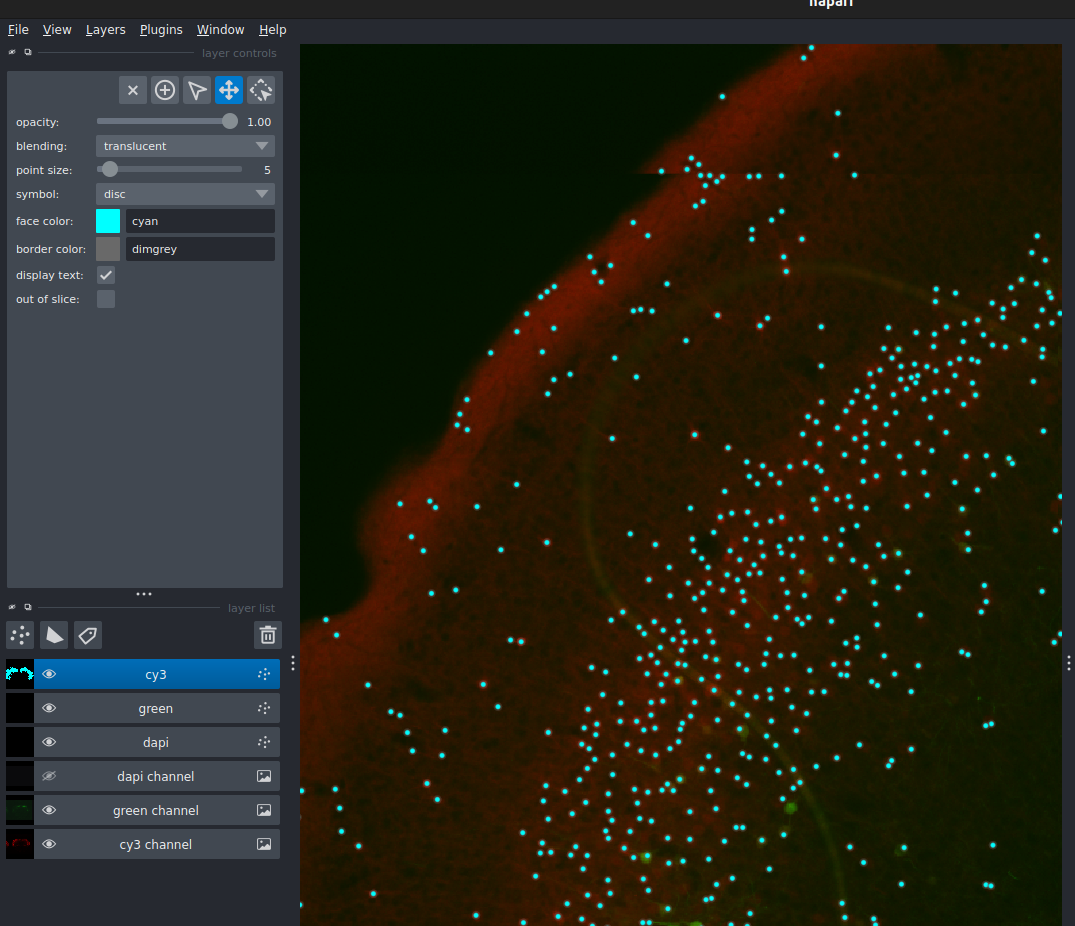 napari
File View Layers Plugins Window Help
layer controls
opacity: 1.00
blending: translucent
point size: 5
symbol: disc
face color: cyan
border color: dimgrey
display text:
out of slice:
layer list
cy3
green
dapi
dapi channel
green channel
cy3 channel